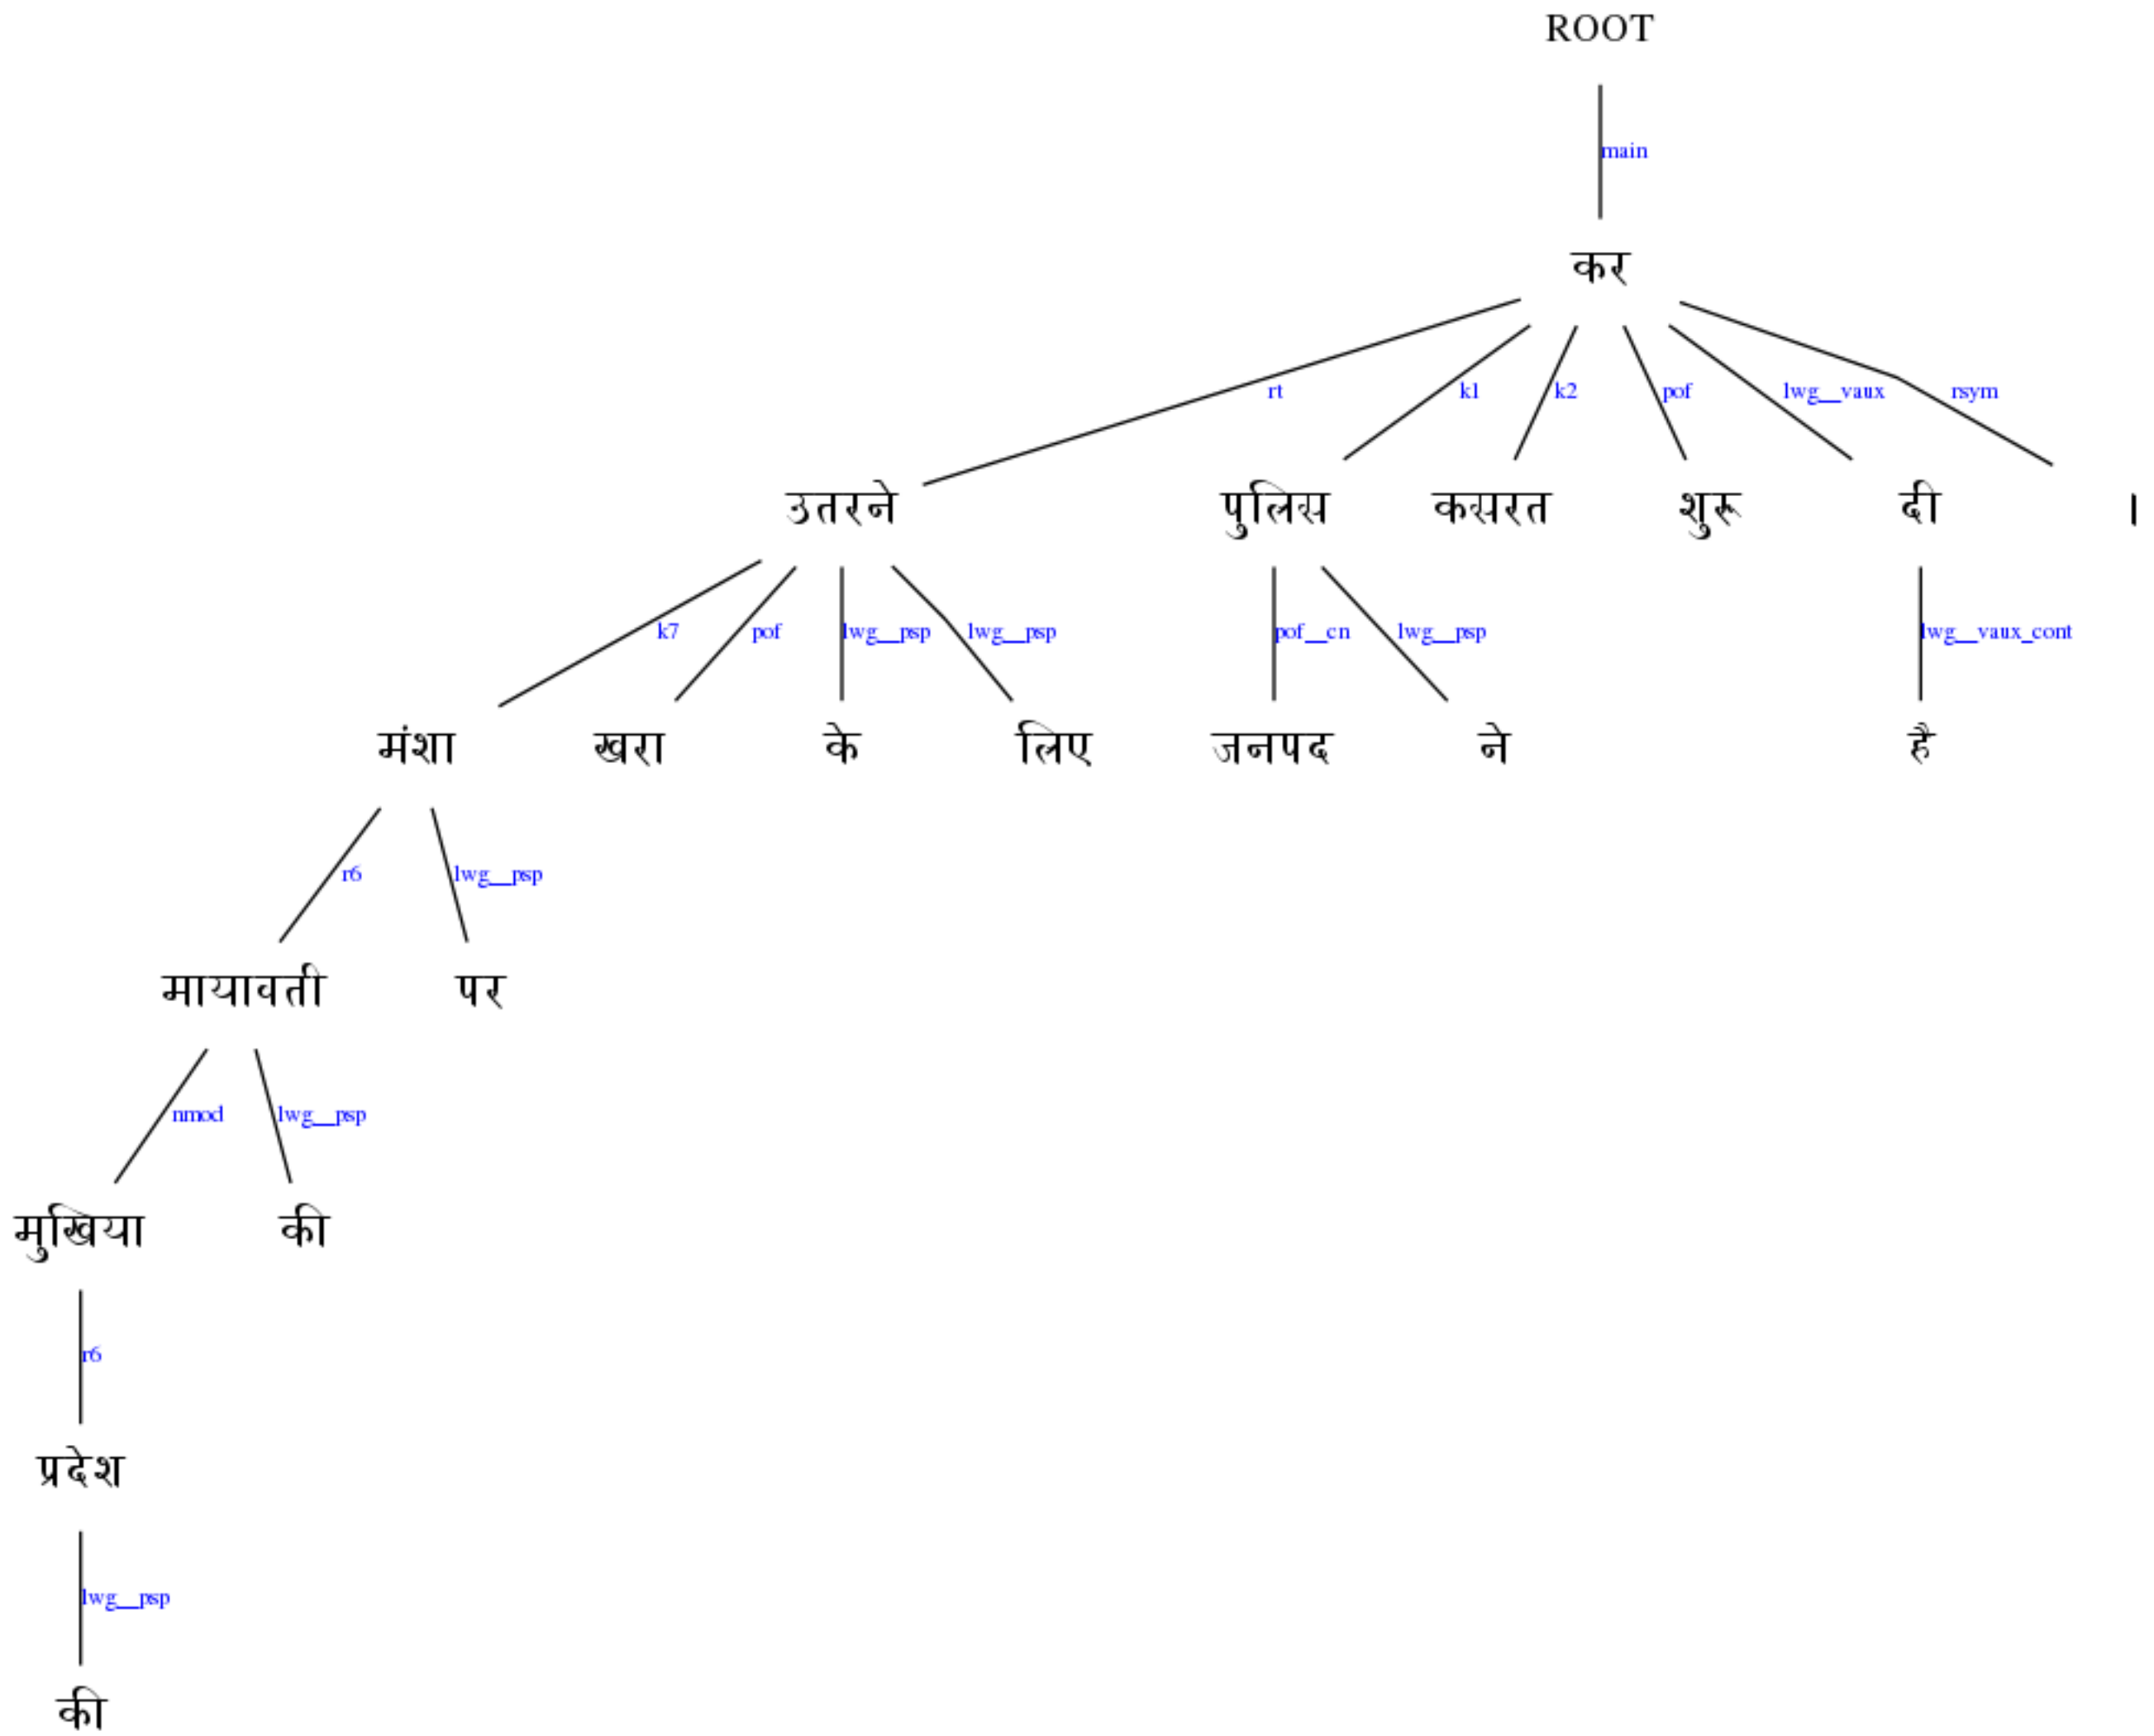 ROOT
main
कर
rt k1 k2 pof lwg__vaux rsym
उतरने पुलिस कसरत शुरू दी ।
k7 pof lwg__psp lwg__psp pof__cn lwg__psp lwg__vaux_cont
मंशा खरा के लिए जनपद ने है
r6 lwg__psp
मायावती पर
nmod lwg__psp
मुखिया की
r6
प्रदेश
lwg__psp
की